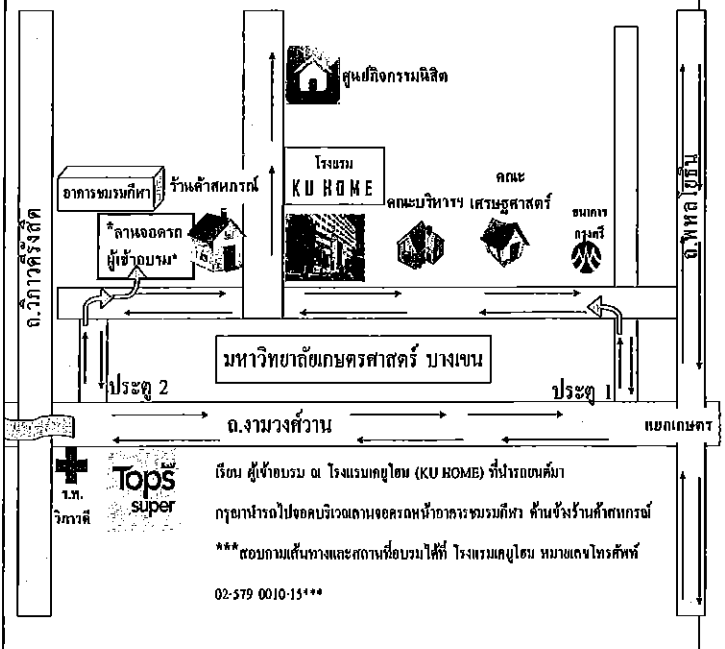 ศูนย์กิจกรรมนิสิต
ถ.วิภาวดีรังสิต
ถ.พหลโยธิน
อาคารชมรมกีฬา
ร้านค้าสหกรณ์
โรงแรม
KU HOME
คณะบริหารฯ
คณะ
เศรษฐศาสตร์
ธนาคาร
กรุงศรี
*ลานจอดรถ
ผู้เข้าอบรม*
มหาวิทยาลัยเกษตรศาสตร์ บางเขน
ประตู 2
ประตู 1
ถ.งามวงศ์วาน
แยกเกษตร
ร.พ.
วิภาวดี
Tops
super
เรียน ผู้เข้าอบรม ณ โรงแรมเคยูโฮม (KU HOME) ที่นำรถยนต์มา
กรุณานำรถไปจอดบริเวณลานจอดรถหน้าอาคารชมรมกีฬา ด้านข้างร้านค้าสหกรณ์
***สอบถามเส้นทางและสถานที่อบรมได้ที่ โรงแรมเคยูโฮม หมายเลขโทรศัพท์
02-579 0010-15***